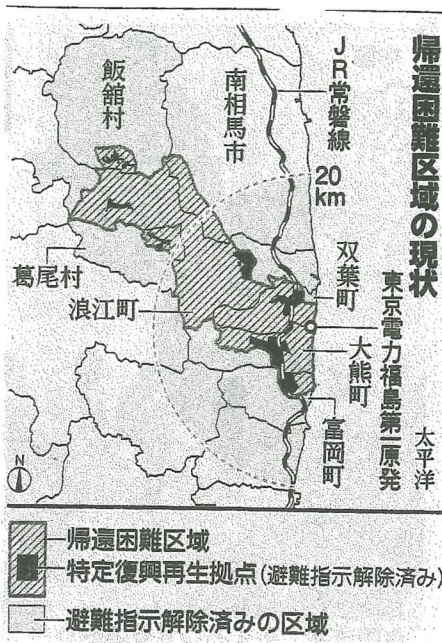 帰還困難区域の現状
JR常磐線
南相馬市
飯舘村
20
km
双葉町
東京電力福島第一原発
葛尾村
浪江町
大熊町
富岡町
太平洋
N
帰還困難区域
特定復興再生拠点(避難指示解除済み)
避難指示解除済みの区域